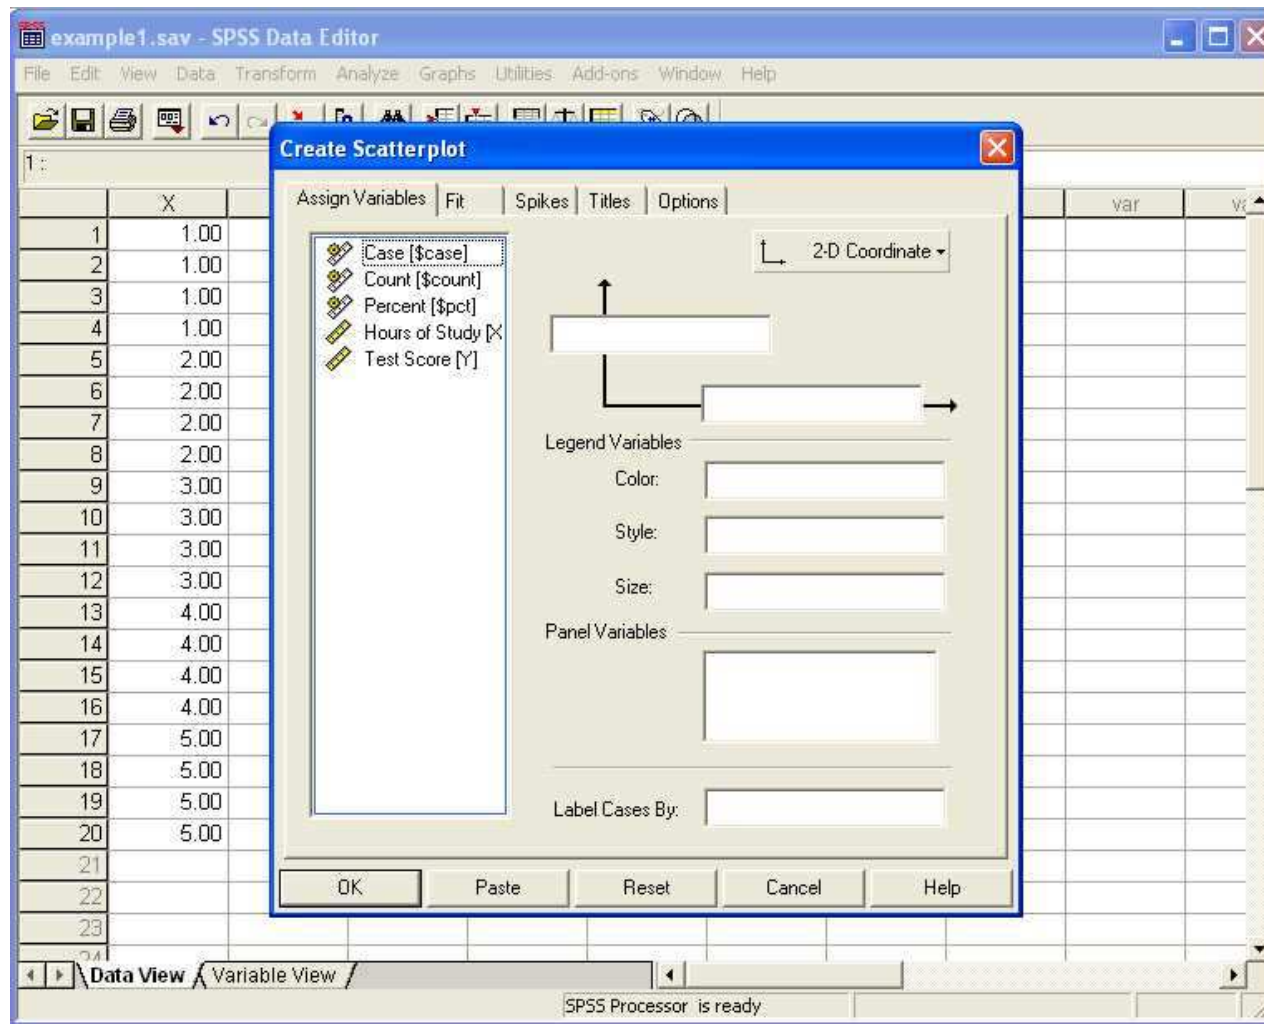 SPSS
example1.sav - SPSS Data Editor
File Edit View Data Transform Analyze Graphs Utilities Add-ons Window Help
1 :
X var
1 1.00
2 1.00
3 1.00
4 1.00
5 2.00
6 2.00
7 2.00
8 2.00
9 3.00
10 3.00
11 3.00
12 3.00
13 4.00
14 4.00
15 4.00
16 4.00
17 5.00
18 5.00
19 5.00
20 5.00
21
22
23
24
Create Scatterplot
Assign Variables Fit Spikes Titles Options
Case [$case]
Count [$count]
Percent [$pct]
Hours of Study [X
Test Score [Y]
2-D Coordinate
Legend Variables
Color:
Style:
Size:
Panel Variables
Label Cases By:
OK Paste Reset Cancel Help
Data View Variable View
SPSS Processor is ready